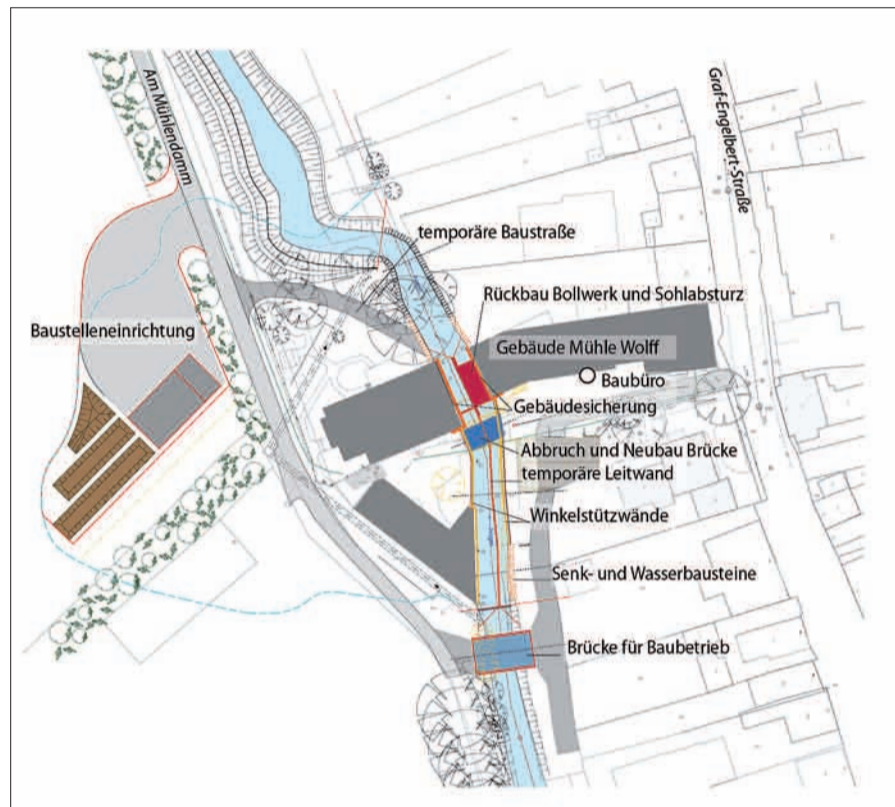 Am Mühlendamm
Graf-Engelbert-Straße
temporäre Baustraße
Rückbau Bollwerk und Sohlabsturz
Baustelleneinrichtung
Gebäude Mühle Wolff
Baubüro
Gebäudesicherung
Abbruch und Neubau Brücke
temporäre Leitwand
Winkelstützwände
Senk- und Wasserbausteine
Brücke für Baubetrieb